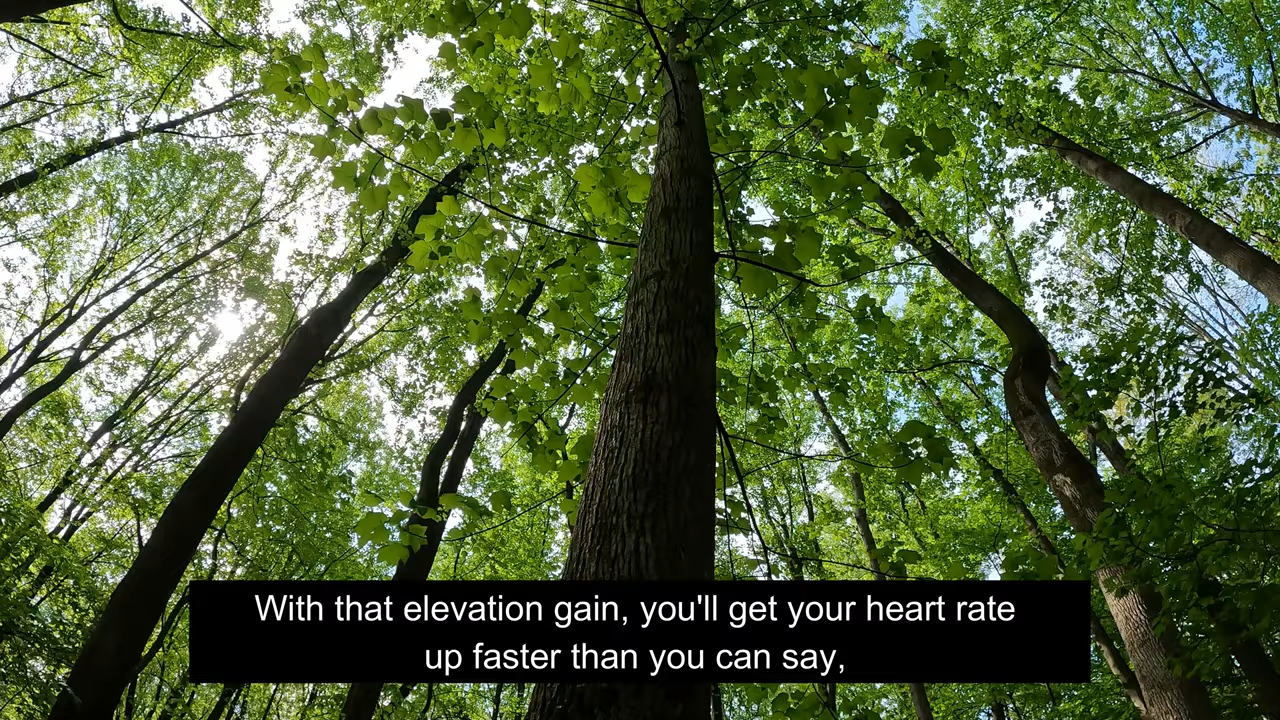 With that elevation gain, you'll get your heart rate
up faster than you can say,